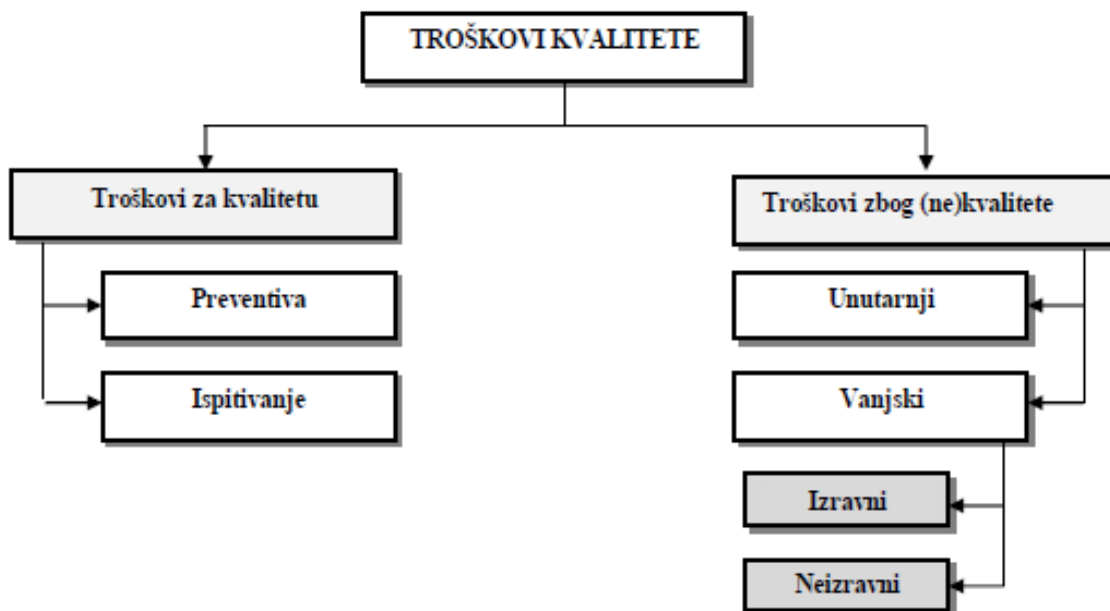 TROŠKOVI KVALITETE
Troškovi za kvalitetu
Preventiva
Ispitivanje
Troškovi zbog (ne)kvalitete
Unutarnji
Vanjski
Izravni
Neizravni